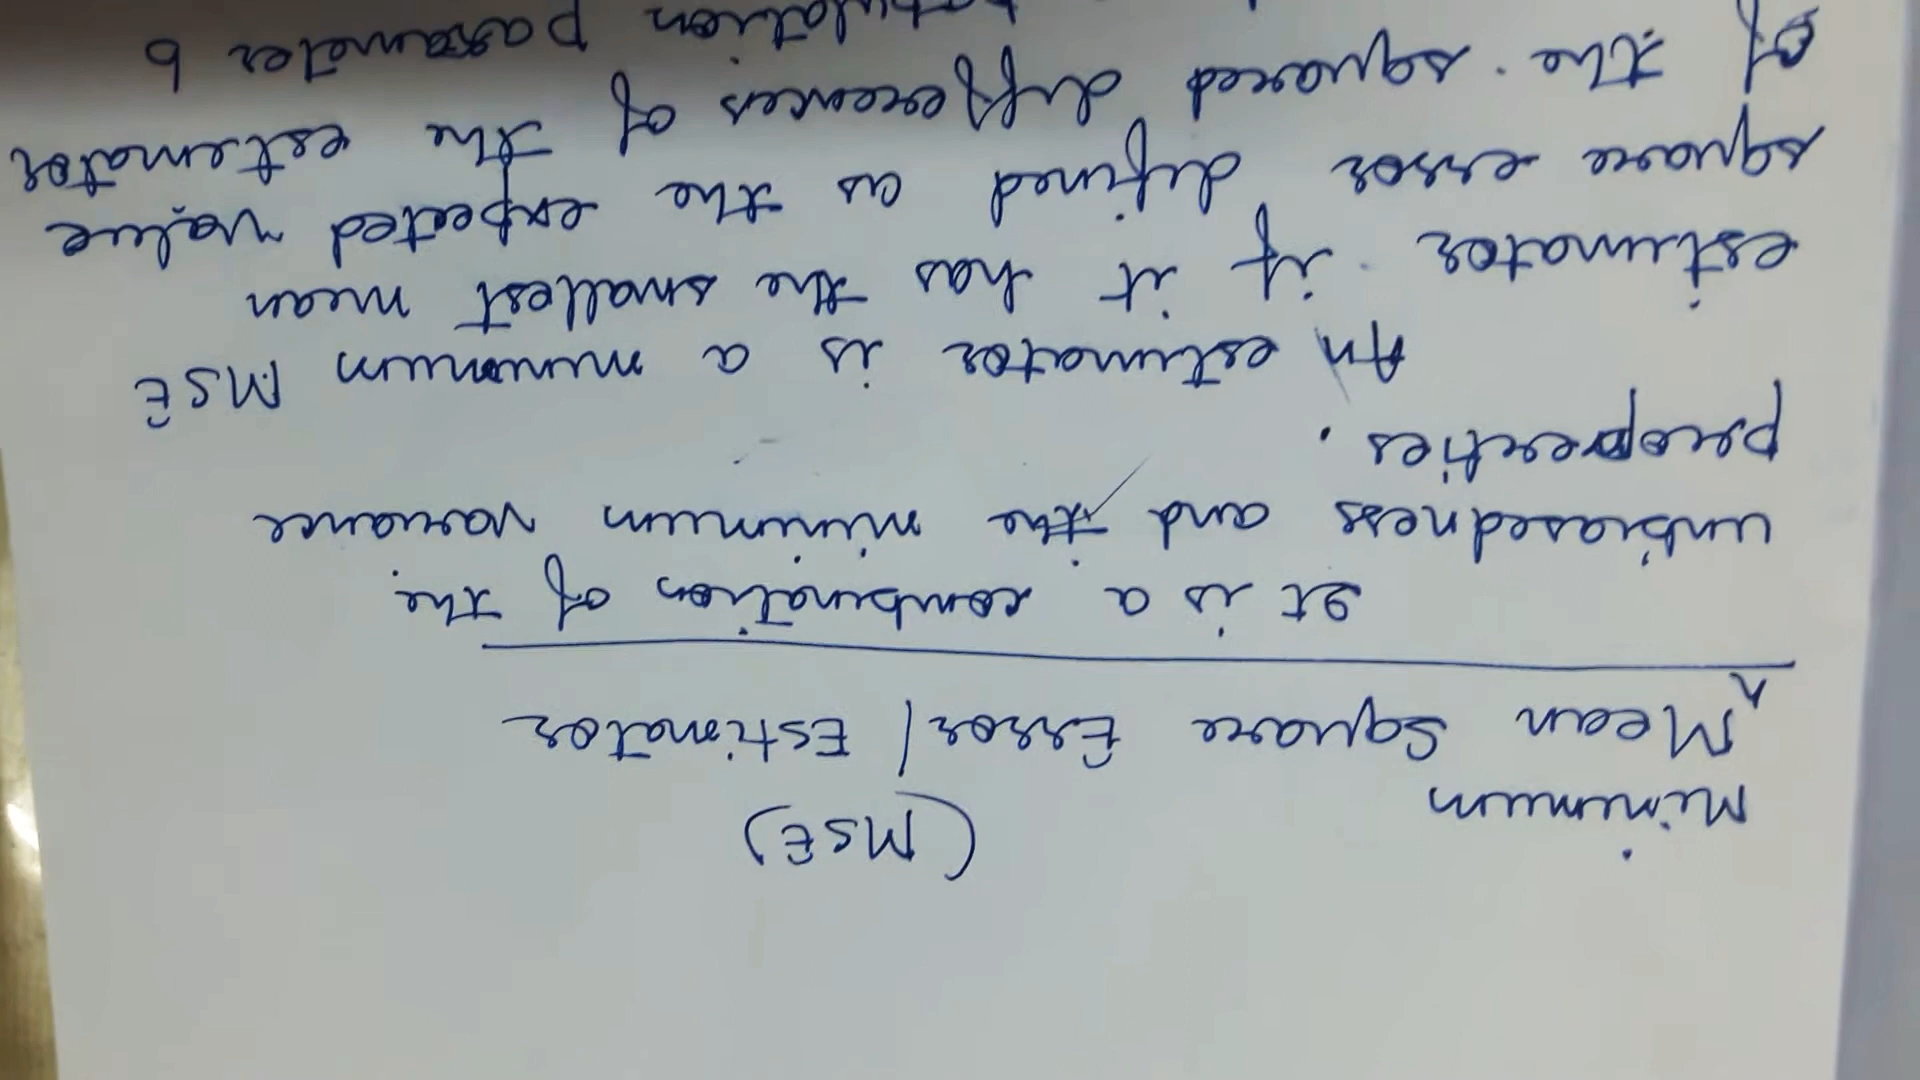 (MSE)
Minimum
Mean Square Error/Estimator
It is a combination of the
unbiasedness and the minimum variance
properties.
An estimator is a minimum MSE
estimator if it has the smallest mean
square error defined as the expected value
of the squared differences of the estimator
population parameter b